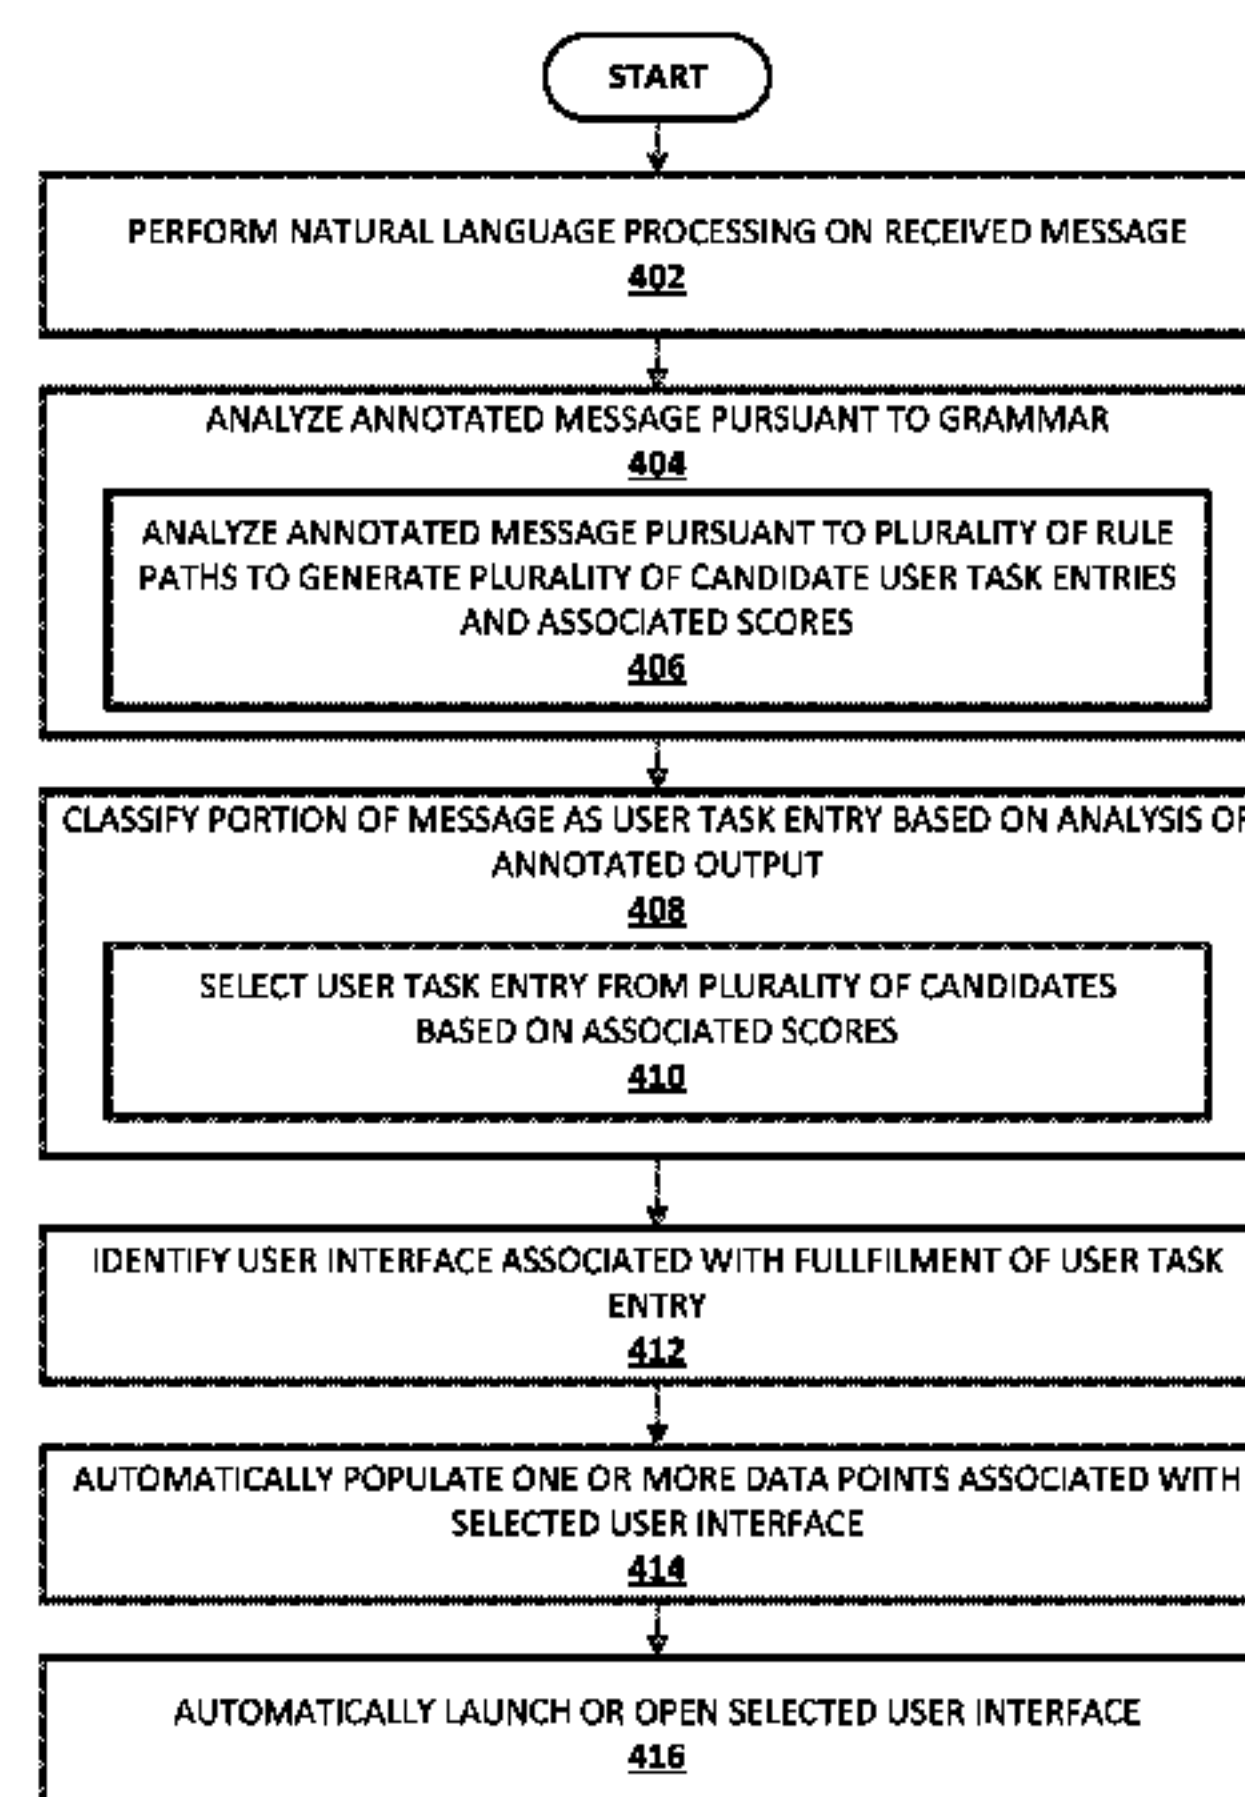 START
PERFORM NATURAL LANGUAGE PROCESSING ON RECEIVED MESSAGE
402
ANALYZE ANNOTATED MESSAGE PURSUANT TO GRAMMAR
404
ANALYZE ANNOTATED MESSAGE PURSUANT TO PLURALITY OF RULE
PATHS TO GENERATE PLURALITY OF CANDIDATE USER TASK ENTRIES
AND ASSOCIATED SCORES
406
CLASSIFY PORTION OF MESSAGE AS USER TASK ENTRY BASED ON ANALYSIS OF
ANNOTATED OUTPUT
408
SELECT USER TASK ENTRY FROM PLURALITY OF CANDIDATES
BASED ON ASSOCIATED SCORES
410
IDENTIFY USER INTERFACE ASSOCIATED WITH FULLFILMENT OF USER TASK
ENTRY
412
AUTOMATICALLY POPULATE ONE OR MORE DATA POINTS ASSOCIATED WITH
SELECTED USER INTERFACE
414
AUTOMATICALLY LAUNCH OR OPEN SELECTED USER INTERFACE
416